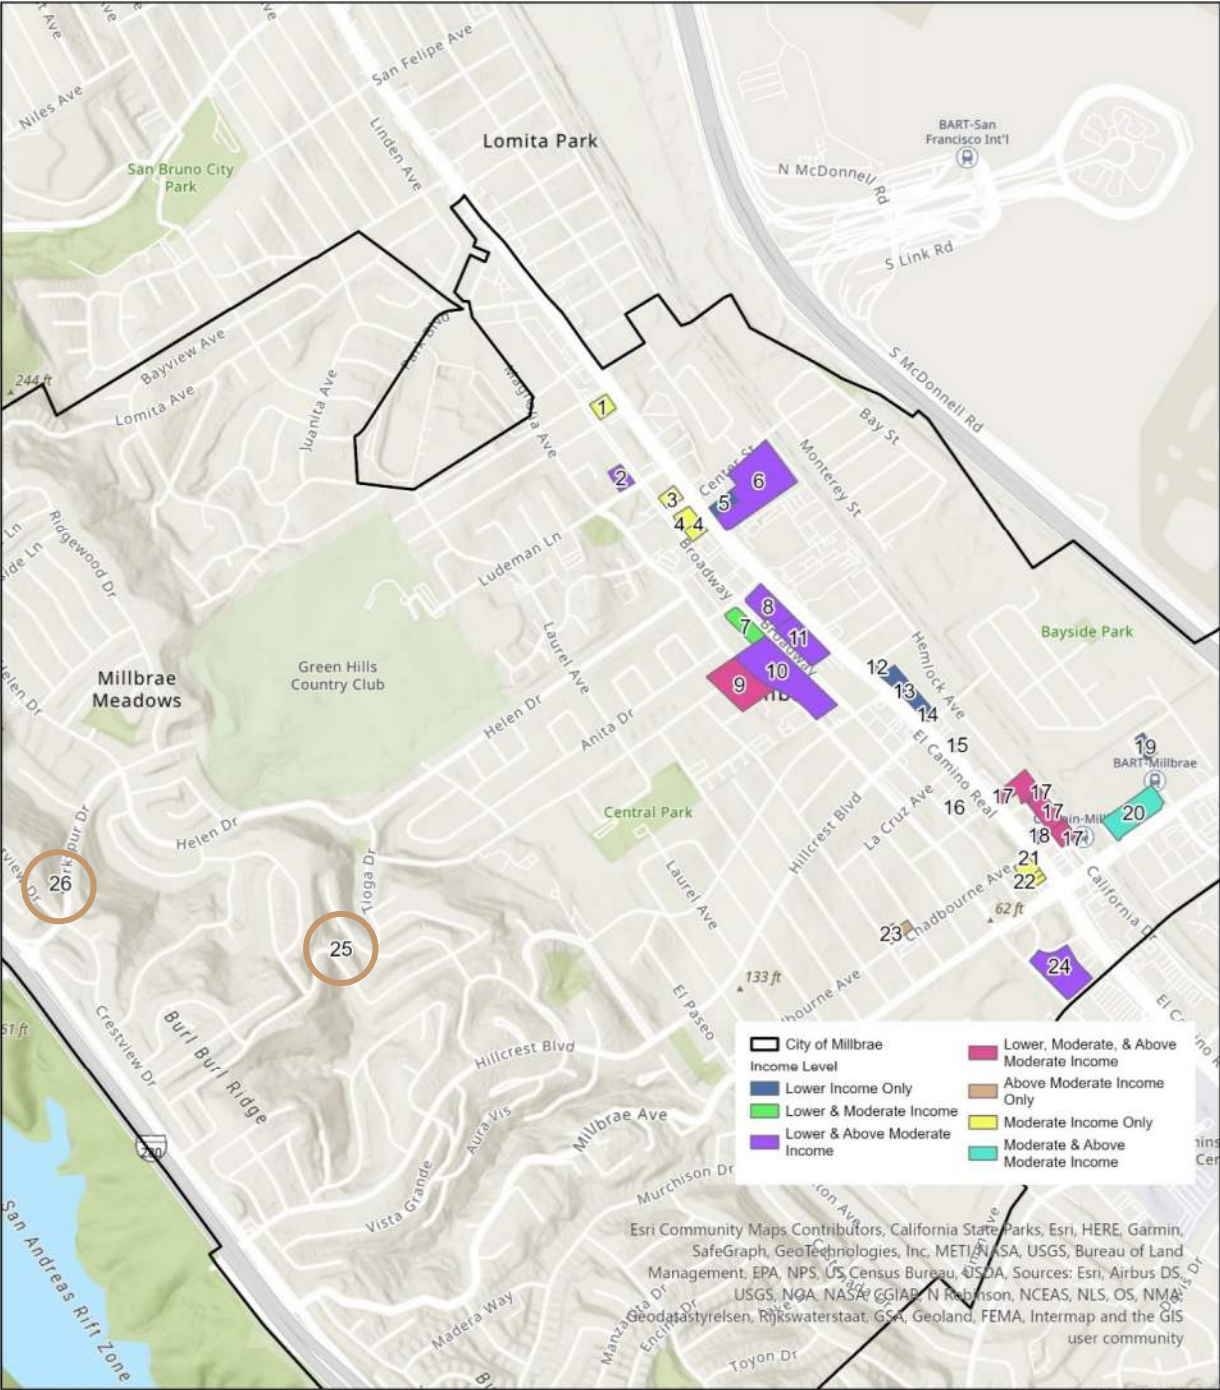 Ave
Niles Ave
San Felipe Ave
Linden Ave
Lomita Park
San Bruno City
Park
BART-San
Francisco Int'l
N McDonnell Rd
S Link Rd
S McDonnell Rd
Bayview Ave
244 ft
Lomita Ave
Juanita Ave
Park Blvd
Magnolia Ave
1
Bay St
Monterey St
Center St
2
3
4
4
5
6
Ridgewood Dr
Ln
Ludeman Ln
Broadway
8
7
11
Broadway
10
9
Bayside Park
Hemlock Ave
Millbrae
Meadows
Green Hills
Country Club
Laurel Ave
Helen Dr
Helen Dr
Anita Dr
12
13
14
15
El Camino Real
19
BART-Millbrae
17
17
17
17
18
20
16
Central Park
Hillcrest Blvd
La Cruz Ave
21
22
California Dr
Helen Dr
Tioga Dr
Laurel Ave
Chadbourne Ave
62 ft
23
26
25
24
133 ft
El Paseo
Crestview Dr
Burl Burl Ridge
Hillcrest Blvd
Aura Vis
Millbrae Ave
Murchison Dr
Vista Grande
280
San Andreas Rift Zone
Madera Way
Toyon Dr
City of Millbrae
Income Level
Lower Income Only
Lower & Moderate Income
Lower & Above Moderate
Income
Lower, Moderate, & Above
Moderate Income
Above Moderate Income
Only
Moderate Income Only
Moderate & Above
Moderate Income
Esri Community Maps Contributors, California State Parks, Esri, HERE, Garmin,
SafeGraph, GeoTechnologies, Inc, METI/NASA, USGS, Bureau of Land
Management, EPA, NPS, US Census Bureau, USDA, Sources: Esri, Airbus DS,
USGS, NGA, NASA, CGIAR, N Robinson, NCEAS, NLS, OS, NMA,
Geodatastyrelsen, Rijkswaterstaat, GSA, Geoland, FEMA, Intermap and the GIS
user community